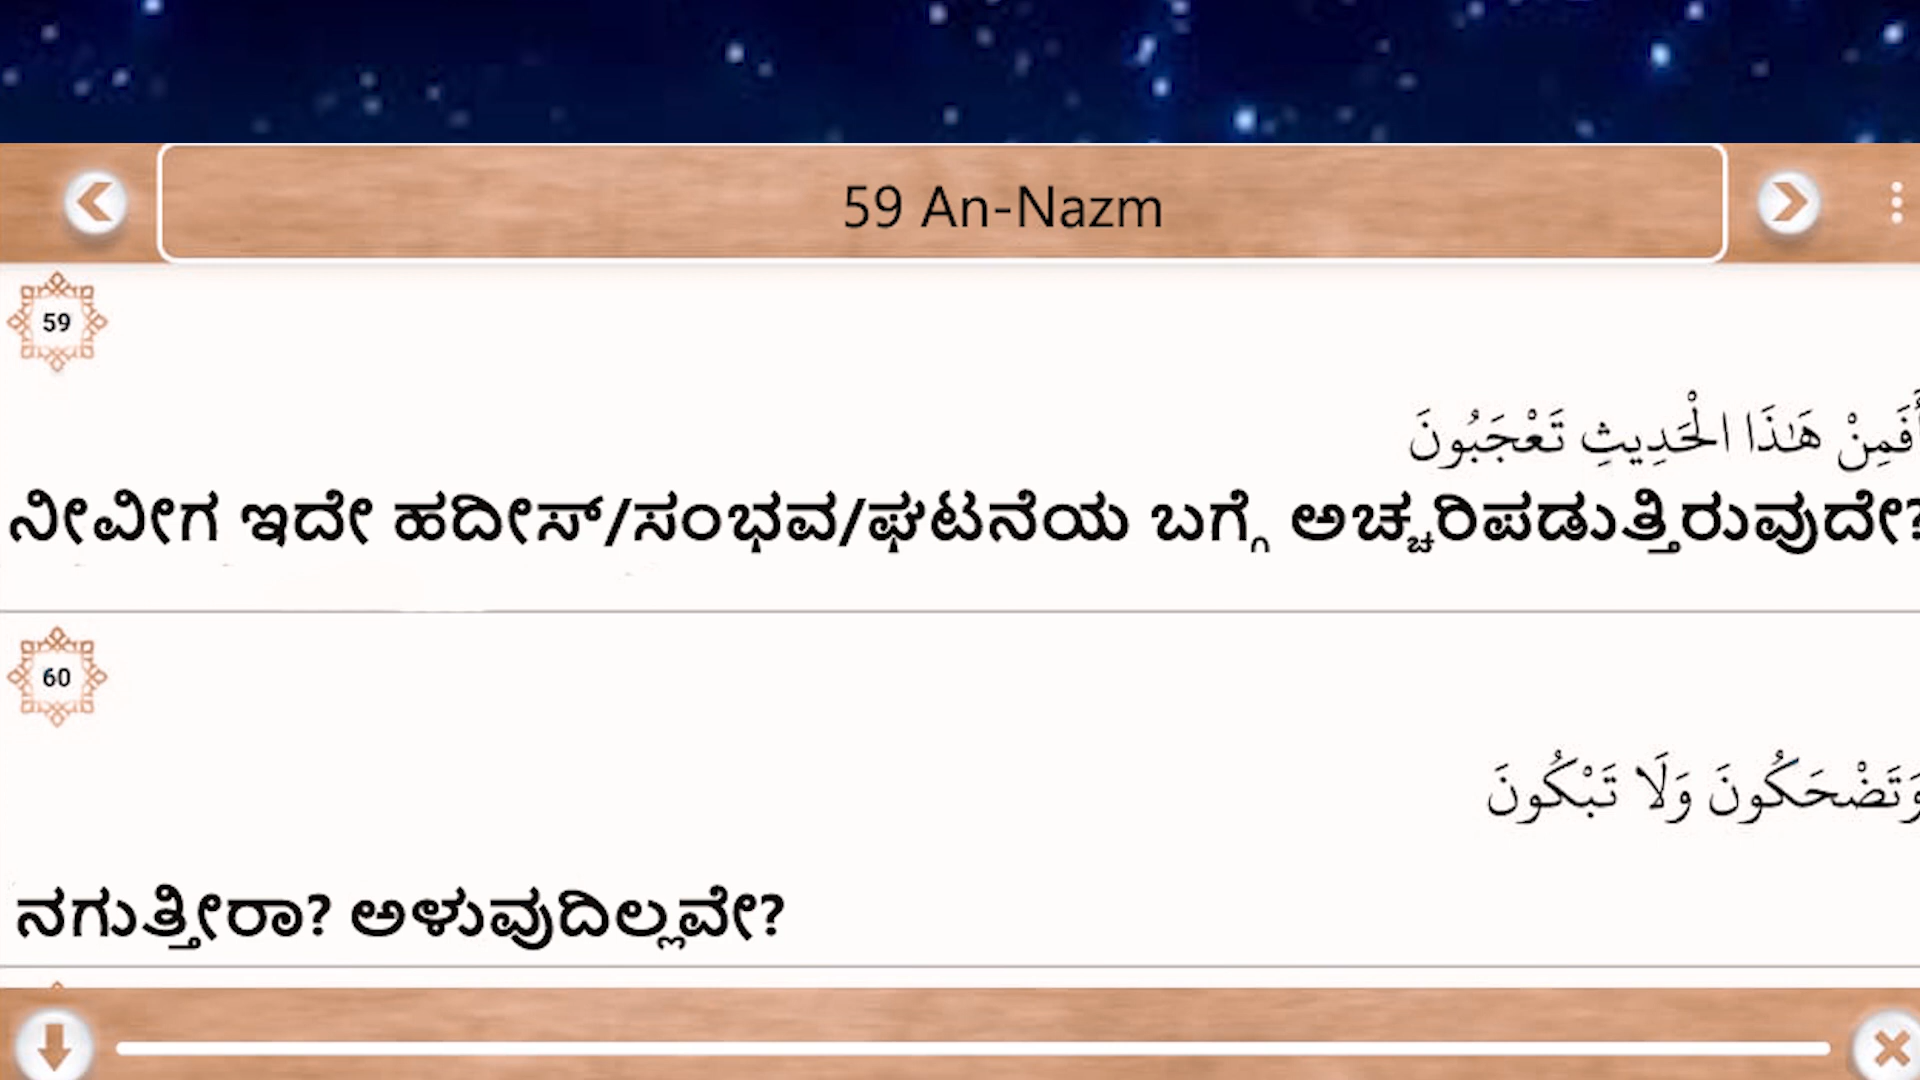 59 An-Nazm
59
أَفَمِنْ هَٰذَا الْحَدِيثِ تَعْجَبُونَ
ನೀವೀಗ ಇದೇ ಹದೀಸ್/ಸಂಭವ/ಘಟನೆಯ ಬಗ್ಗೆ ಅಚ್ಚರಿಪಡುತ್ತಿರುವುದೇ?
60
وَتَضْحَكُونَ وَلَا تَبْكُونَ
ನಗುತ್ತೀರಾ? ಅಳುವುದಿಲ್ಲವೇ?